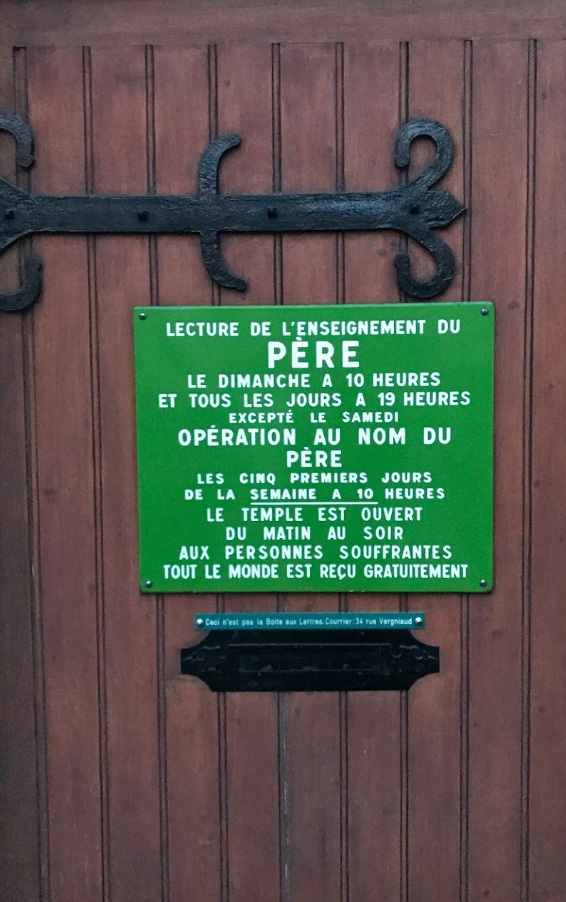 LECTURE DE L'ENSEIGNEMENT DU
PÈRE
LE DIMANCHE A 10 HEURES
ET TOUS LES JOURS A 19 HEURES
EXCEPTÉ LE SAMEDI
OPÉRATION AU NOM DU
PÈRE
LES CINQ PREMIERS JOURS
DE LA SEMAINE A 10 HEURES
LE TEMPLE EST OUVERT
DU MATIN AU SOIR
AUX PERSONNES SOUFFRANTES
TOUT LE MONDE EST REÇU GRATUITEMENT
Ceci n'est pas la Boîte aux Lettres. Courrier: 34 rue Vergniaud